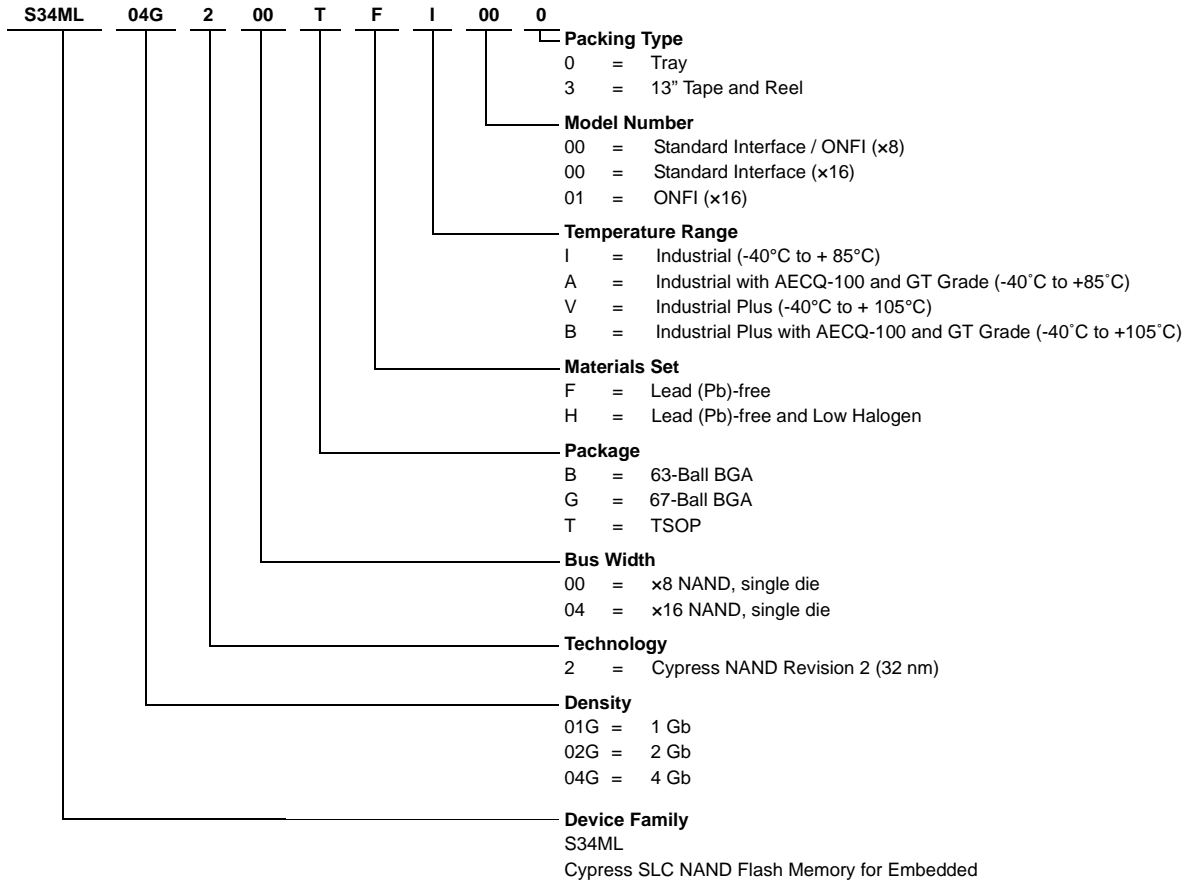 S34ML 04G 2 00 T F I 00 0
Packing Type
0 = Tray
3 = 13” Tape and Reel
Model Number
00 = Standard Interface / ONFI (×8)
00 = Standard Interface (×16)
01 = ONFI (×16)
Temperature Range
I = Industrial (-40°C to + 85°C)
A = Industrial with AECQ-100 and GT Grade (-40˚C to +85˚C)
V = Industrial Plus (-40°C to + 105°C)
B = Industrial Plus with AECQ-100 and GT Grade (-40˚C to +105˚C)
Materials Set
F = Lead (Pb)-free
H = Lead (Pb)-free and Low Halogen
Package
B = 63-Ball BGA
G = 67-Ball BGA
T = TSOP
Bus Width
00 = ×8 NAND, single die
04 = ×16 NAND, single die
Technology
2 = Cypress NAND Revision 2 (32 nm)
Density
01G = 1 Gb
02G = 2 Gb
04G = 4 Gb
Device Family
S34ML
Cypress SLC NAND Flash Memory for Embedded